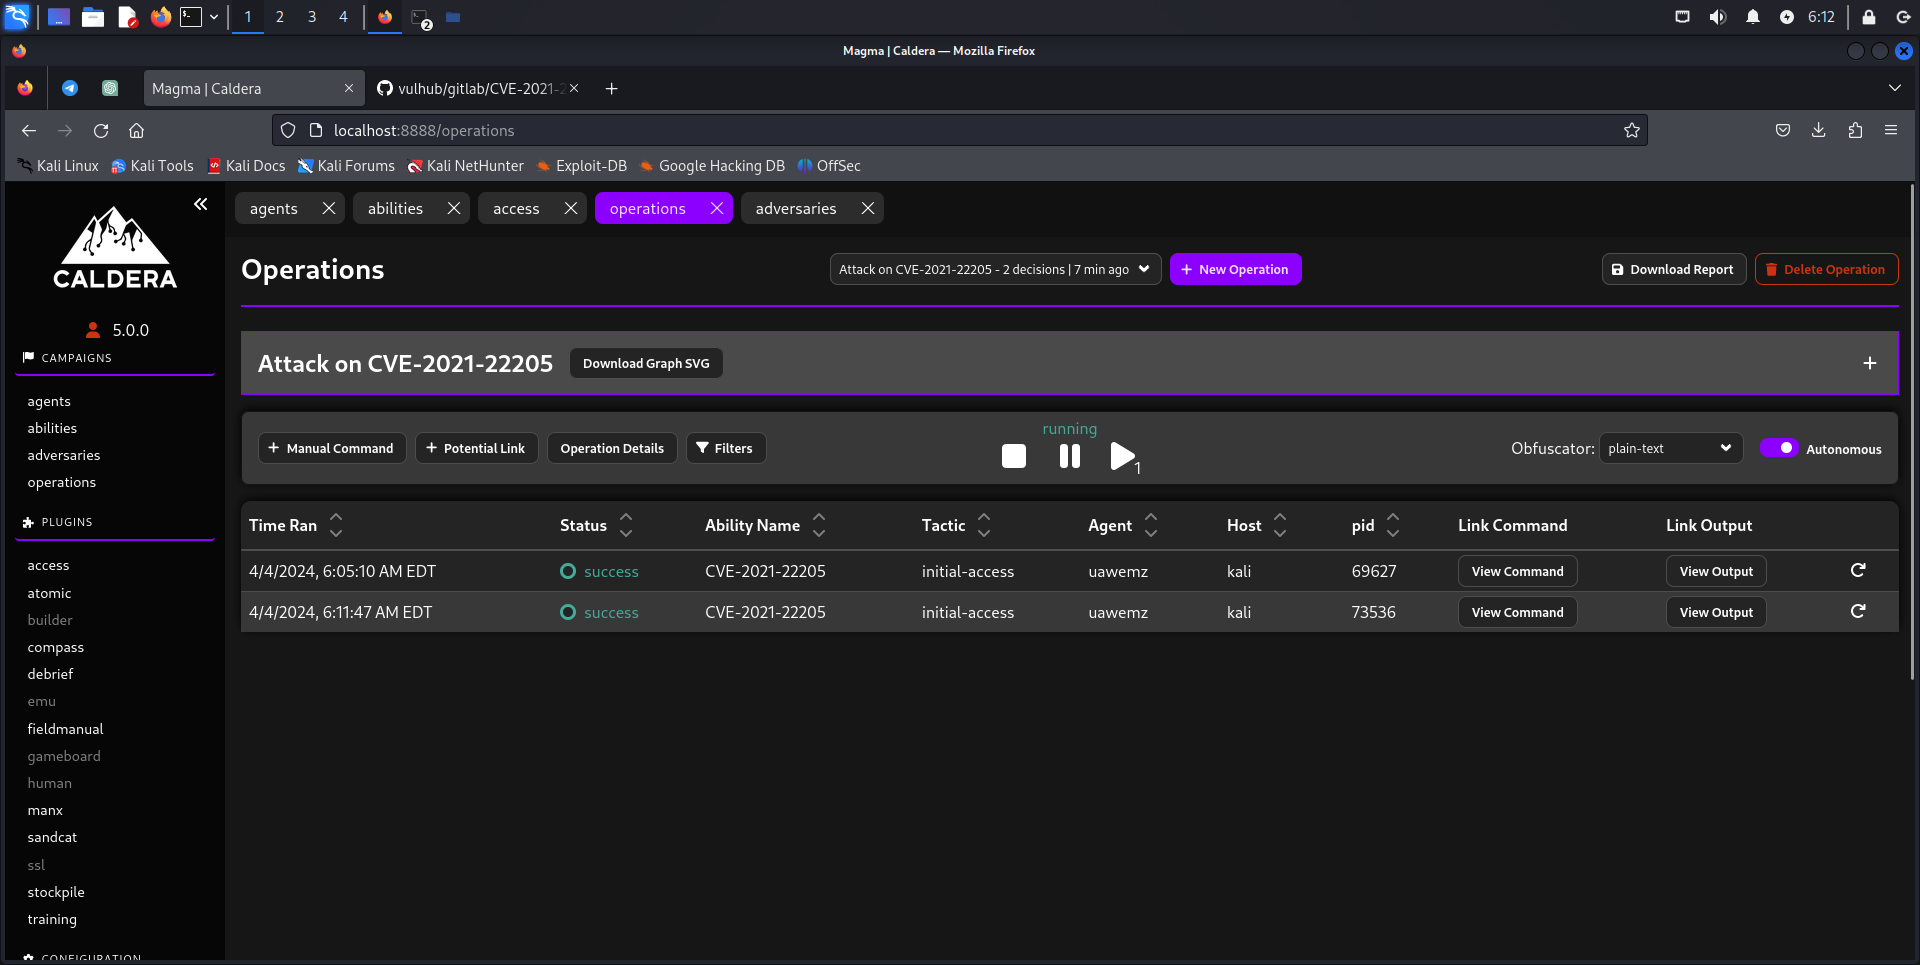 1 2 3 4 2 6:12
Magma | Caldera — Mozilla Firefox
Magma | Caldera vulhub/gitlab/CVE-2021-2
localhost:8888/operations
Kali Linux Kali Tools Kali Docs Kali Forums Kali NetHunter Exploit-DB Google Hacking DB OffSec
agents abilities access operations adversaries
CALDERA
5.0.0
CAMPAIGNS
agents
abilities
adversaries
operations
PLUGINS
access
atomic
builder
compass
debrief
emu
fieldmanual
gameboard
human
manx
sandcat
ssl
stockpile
training
CONFIGURATION
Operations Attack on CVE-2021-22205 - 2 decisions | 7 min ago New Operation Download Report Delete Operation
Attack on CVE-2021-22205 Download Graph SVG +
running
+ Manual Command + Potential Link Operation Details Filters 1 Obfuscator: plain-text Autonomous
Time Ran Status Ability Name Tactic Agent Host pid Link Command Link Output
4/4/2024, 6:05:10 AM EDT success CVE-2021-22205 initial-access uawemz kali 69627 View Command View Output
4/4/2024, 6:11:47 AM EDT success CVE-2021-22205 initial-access uawemz kali 73536 View Command View Output